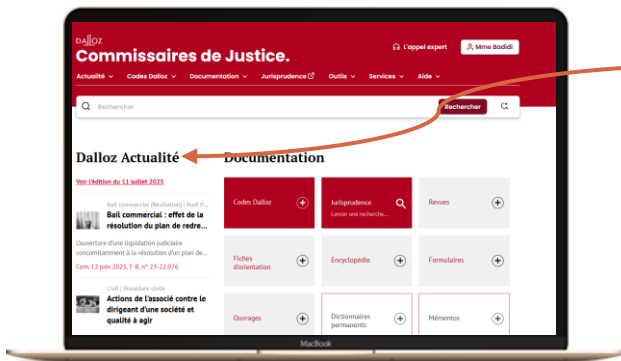 DALLOZ
Commissaires de Justice.
L'appel expert
Mme Badidi
Actualité
Codes Dalloz
Documentation
Jurisprudence
Outils
Services
Aide
Rechercher
Rechercher
Dalloz Actualité
Voir l'édition du 11 juillet 2025
Bail commercial (Résiliation) | Rudi F...
Bail commercial : effet de la
résolution du plan de redre...
L'ouverture d'une liquidation judiciaire
concomitamment à la résolution d'un plan de...
Com. 12 juin 2025, F-B, n° 23-22.076
Civil | Procédure civile
Actions de l'associé contre le
dirigeant d'une société et
qualité à agir
Documentation
Codes Dalloz
Jurisprudence
Lancer une recherche...
Revues
Fiches
d'orientation
Encyclopédie
Formulaires
Ouvrages
Dictionnaires
permanents
Mémentos
MacBook